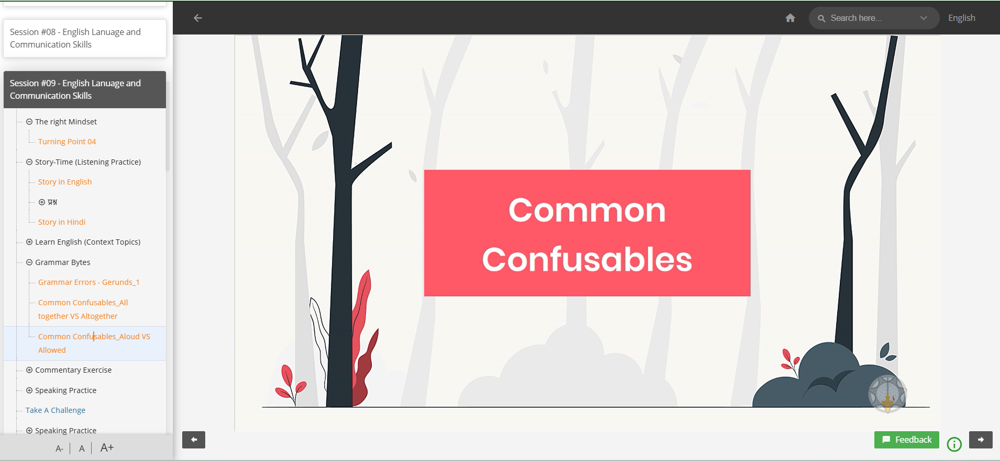 Session #08 - English Lanuage and
Communication Skills
Session #09 - English Lanuage and
Communication Skills
The right Mindset
Turning Point 04
Story-Time (Listening Practice)
Story in English
प्रश्न
Story in Hindi
Learn English (Context Topics)
Grammar Bytes
Grammar Errors - Gerunds_1
Common Confusables_All
together VS Altogether
Common Confusables_Aloud VS
Allowed
Commentary Exercise
Speaking Practice
Take A Challenge
Speaking Practice
A- A A+
Search here...
English
Common
Confusables
Feedback